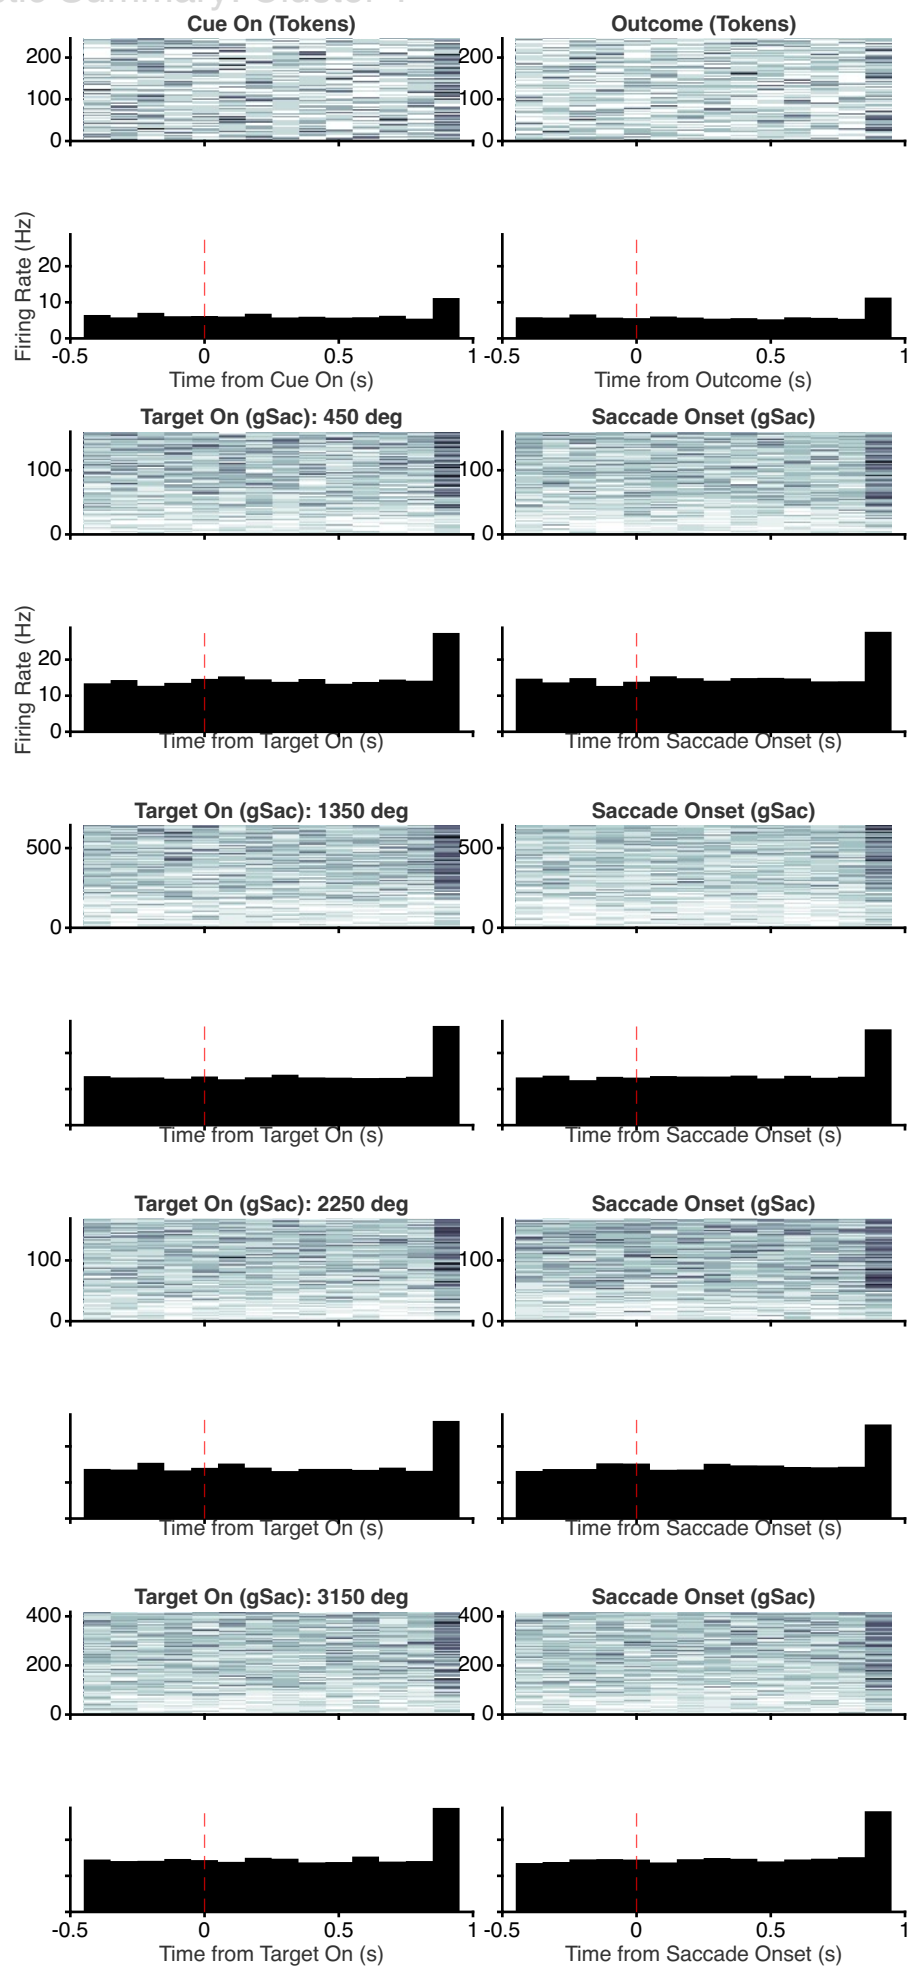 Summary: Cluster
Cue On (Tokens) Outcome (Tokens)
200 200
100 100
0 0
Firing Rate (Hz)
20
10
0
-0.5 0 0.5 1 -0.5 0 0.5 1
Time from Cue On (s) Time from Outcome (s)
Target On (gSac): 450 deg Saccade Onset (gSac)
100 100
0 0
Firing Rate (Hz)
20
10
0
Time from Target On (s) Time from Saccade Onset (s)
Target On (gSac): 1350 deg Saccade Onset (gSac)
500 500
0 0
Time from Target On (s) Time from Saccade Onset (s)
Target On (gSac): 2250 deg Saccade Onset (gSac)
100 100
0 0
Time from Target On (s) Time from Saccade Onset (s)
Target On (gSac): 3150 deg Saccade Onset (gSac)
400 400
200 200
0 0
-0.5 0 0.5 1 -0.5 0 0.5 1
Time from Target On (s) Time from Saccade Onset (s)